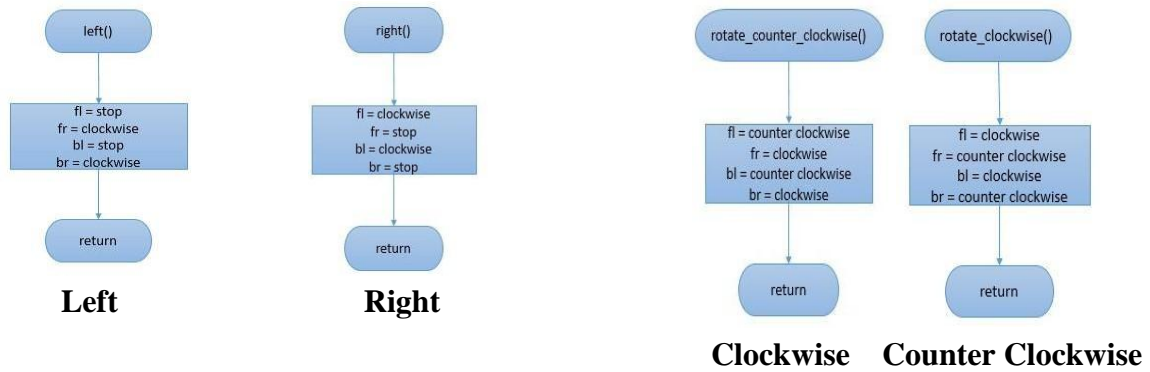 left()
fl = stop
fr = clockwise
bl = stop
br = clockwise
return
Left
right()
fl = clockwise
fr = stop
bl = clockwise
br = stop
return
Right
rotate_counter_clockwise()
fl = counter clockwise
fr = clockwise
bl = counter clockwise
br = clockwise
return
Clockwise
rotate_clockwise()
fl = clockwise
fr = counter clockwise
bl = clockwise
br = counter clockwise
return
Counter Clockwise